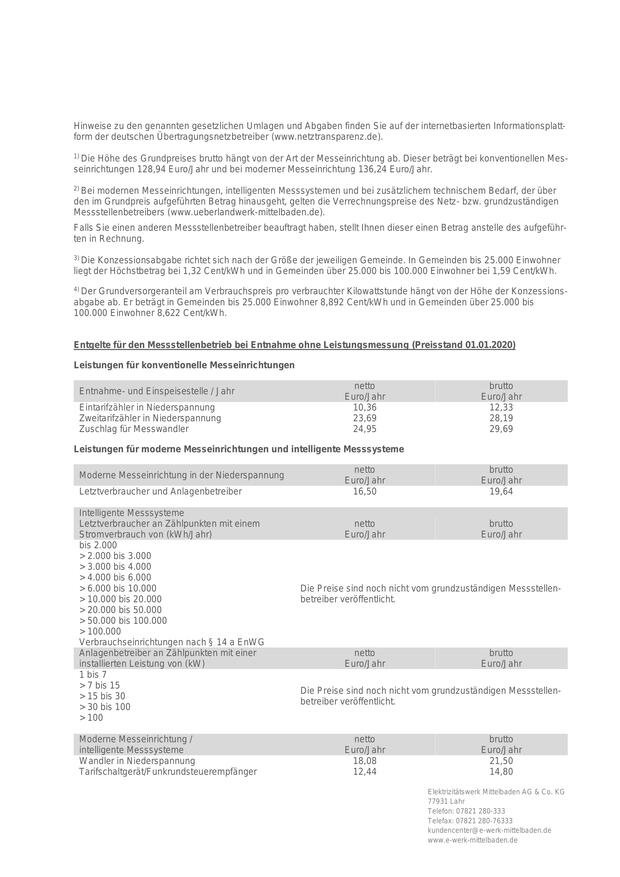 Hinweise zu den genannten gesetzlichen Umlagen und Abgaben finden Sie auf der internetbasierten Informationsplatt-
form der deutschen Übertragungsnetzbetreiber (www.netztransparenz.de).
1) Die Höhe des Grundpreises brutto hängt von der Art der Messeinrichtung ab. Dieser beträgt bei konventionellen Mes-
seinrichtungen 128,94 Euro/Jahr und bei moderner Messeinrichtung 136,24 Euro/Jahr.
2) Bei modernen Messeinrichtungen, intelligenten Messsystemen und bei zusätzlichem technischem Bedarf, der über
den im Grundpreis aufgeführten Betrag hinausgeht, gelten die Verrechnungspreise des Netz- bzw. grundzuständigen
Messstellenbetreibers (www.ueberlandwerk-mittelbaden.de).
Falls Sie einen anderen Messstellenbetreiber beauftragt haben, stellt Ihnen dieser einen Betrag anstelle des aufgeführ-
ten in Rechnung.
3) Die Konzessionsabgabe richtet sich nach der Größe der jeweiligen Gemeinde. In Gemeinden bis 25.000 Einwohner
liegt der Höchstbetrag bei 1,32 Cent/kWh und in Gemeinden über 25.000 bis 100.000 Einwohner bei 1,59 Cent/kWh.
4) Der Grundversorgeranteil am Verbrauchspreis pro verbrauchter Kilowattstunde hängt von der Höhe der Konzessions-
abgabe ab. Er beträgt in Gemeinden bis 25.000 Einwohner 8,892 Cent/kWh und in Gemeinden über 25.000 bis
100.000 Einwohner 8,622 Cent/kWh.
Entgelte für den Messstellenbetrieb bei Entnahme ohne Leistungsmessung (Preisstand 01.01.2020)
Leistungen für konventionelle Messeinrichtungen
Entnahme- und Einspeisestelle / Jahr netto Euro/Jahr brutto Euro/Jahr
Eintarifzähler in Niederspannung 10,36 12,33
Zweitarifzähler in Niederspannung 23,69 28,19
Zuschlag für Messwandler 24,95 29,69
Leistungen für moderne Messeinrichtungen und intelligente Messsysteme
Moderne Messeinrichtung in der Niederspannung netto Euro/Jahr brutto Euro/Jahr
Letztverbraucher und Anlagenbetreiber 16,50 19,64
Intelligente Messsysteme
Letztverbraucher an Zählpunkten mit einem netto brutto
Stromverbrauch von (kWh/Jahr) Euro/Jahr Euro/Jahr
bis 2.000
> 2.000 bis 3.000
> 3.000 bis 4.000
> 4.000 bis 6.000
> 6.000 bis 10.000 Die Preise sind noch nicht vom grundzuständigen Messstellen-
> 10.000 bis 20.000 betreiber veröffentlicht.
> 20.000 bis 50.000
> 50.000 bis 100.000
> 100.000
Verbrauchseinrichtungen nach § 14 a EnWG
Anlagenbetreiber an Zählpunkten mit einer netto brutto
installierten Leistung von (kW) Euro/Jahr Euro/Jahr
1 bis 7
> 7 bis 15 Die Preise sind noch nicht vom grundzuständigen Messstellen-
> 15 bis 30 betreiber veröffentlicht.
> 30 bis 100
> 100
Moderne Messeinrichtung / netto brutto
intelligente Messsysteme Euro/Jahr Euro/Jahr
Wandler in Niederspannung 18,08 21,50
Tarifschaltgerät/Funkrundsteuerempfänger 12,44 14,80
Elektrizitätswerk Mittelbaden AG & Co. KG
77931 Lahr
Telefon: 07821 280-333
Telefax: 07821 280-76333
kundencenter@e-werk-mittelbaden.de
www.e-werk-mittelbaden.de